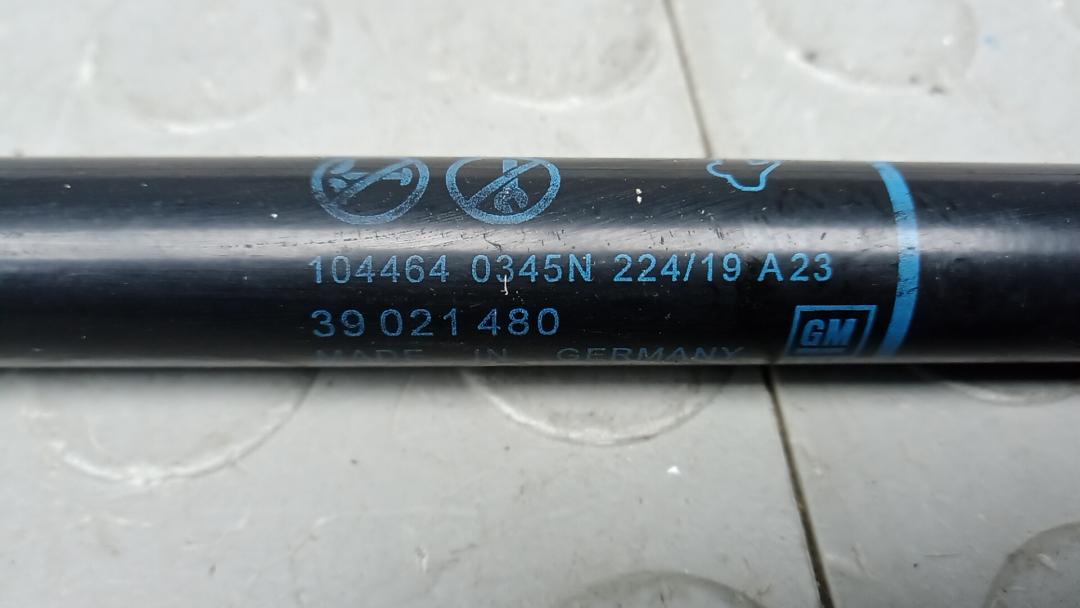 104464 0345N 224/19 A23
39 021 480
MADE IN GERMANY
GM